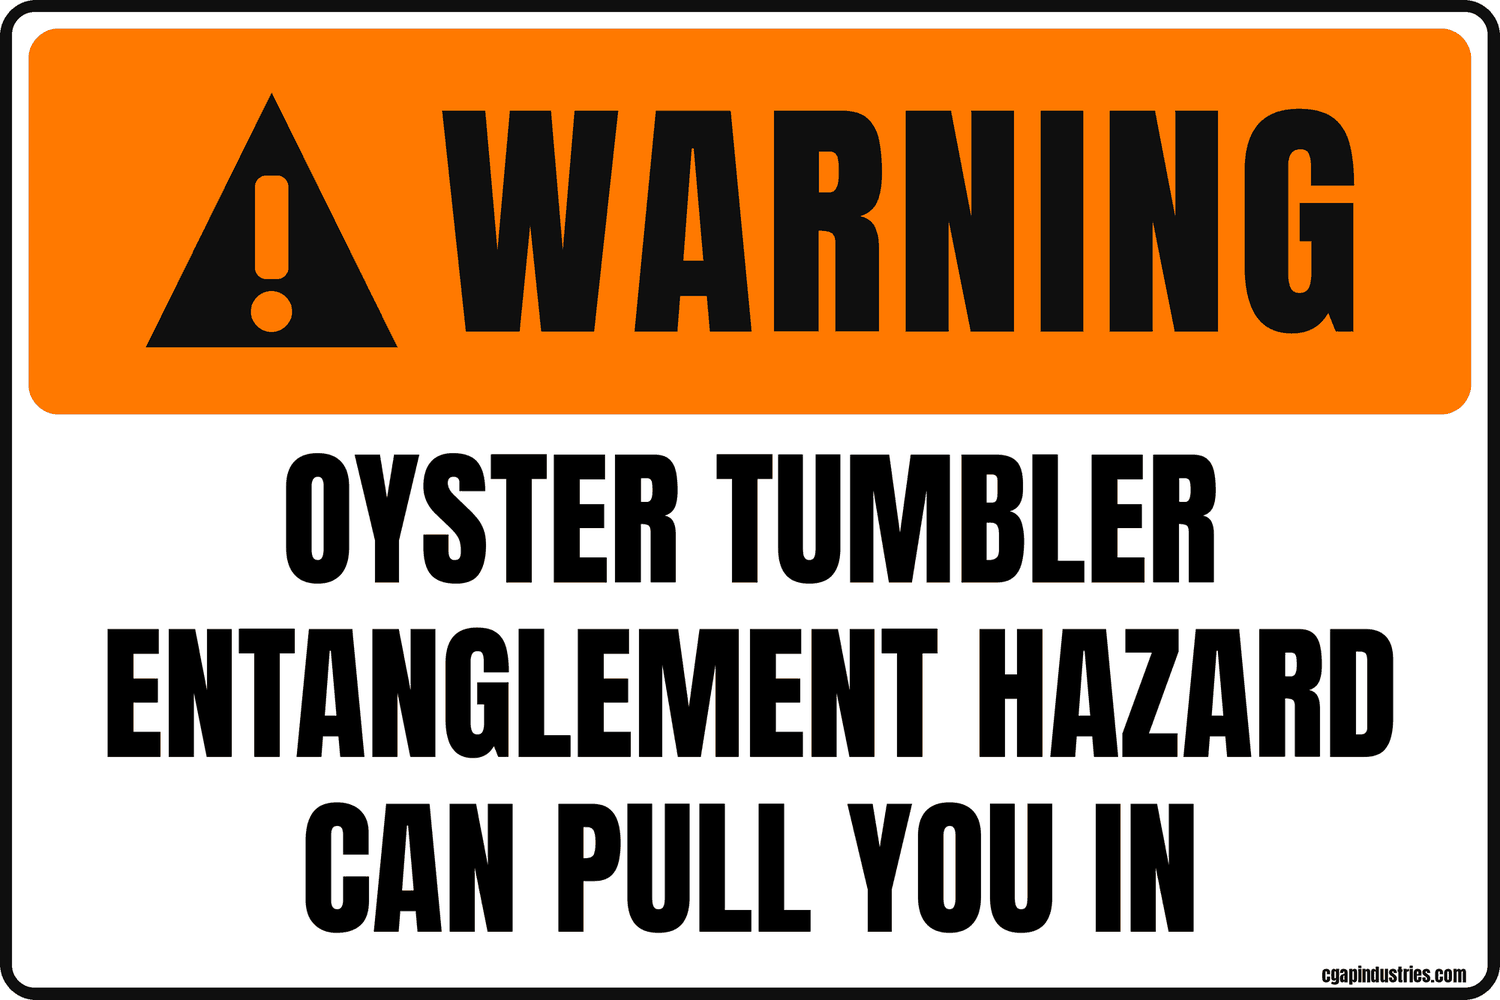 WARNING
OYSTER TUMBLER
ENTANGLEMENT HAZARD
CAN PULL YOU IN
cgapindustries.com